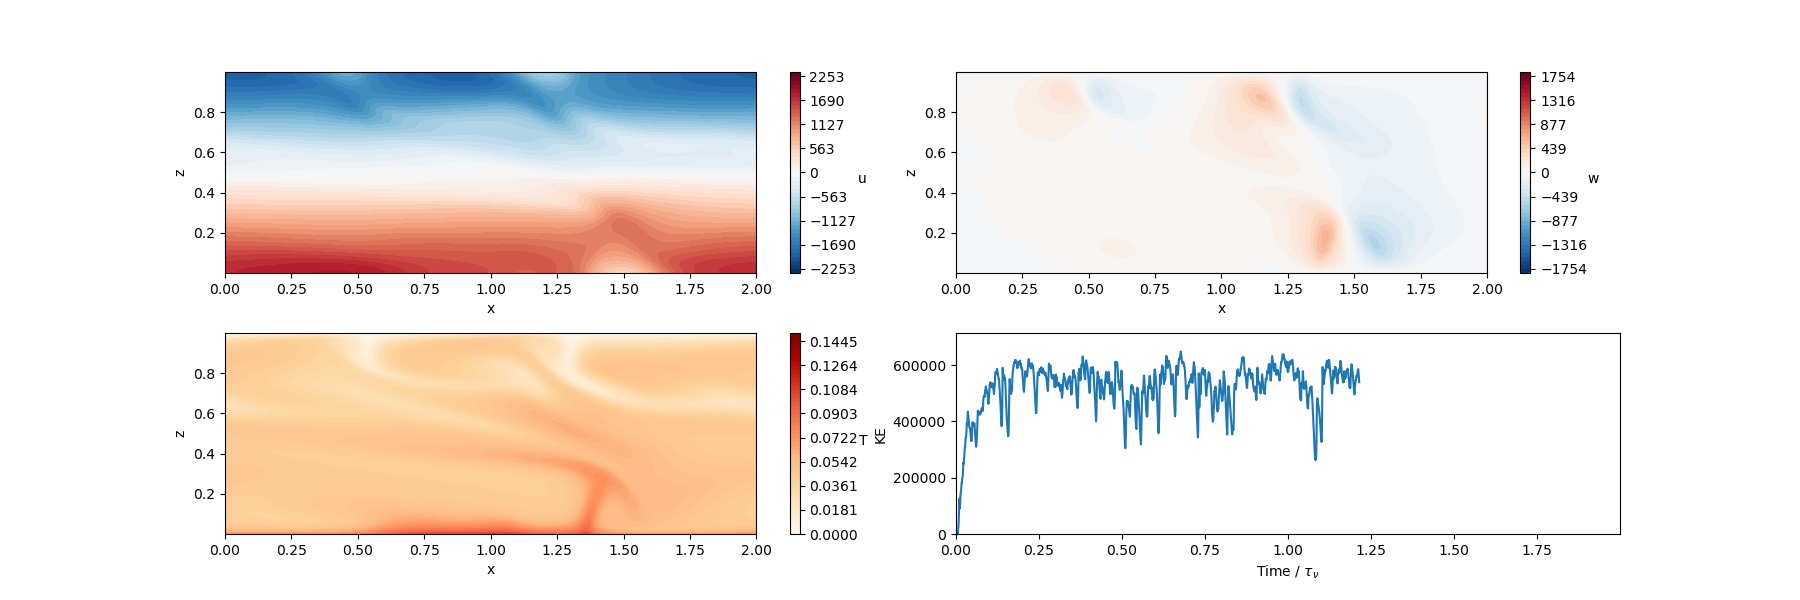 2253
1690
1127
563
0
−563
−1127
−1690
−2253
u
0.8
0.6
0.4
0.2
z
0.00 0.25 0.50 0.75 1.00 1.25 1.50 1.75 2.00
x
1754
1316
877
439
0
−439
−877
−1316
−1754
w
0.8
0.6
0.4
0.2
z
0.00 0.25 0.50 0.75 1.00 1.25 1.50 1.75 2.00
x
0.1445
0.1264
0.1084
0.0903
0.0722
0.0542
0.0361
0.0181
0.0000
T
0.8
0.6
0.4
0.2
z
0.00 0.25 0.50 0.75 1.00 1.25 1.50 1.75 2.00
x
600000
400000
200000
0
KE
0.00 0.25 0.50 0.75 1.00 1.25 1.50 1.75
Time / τν